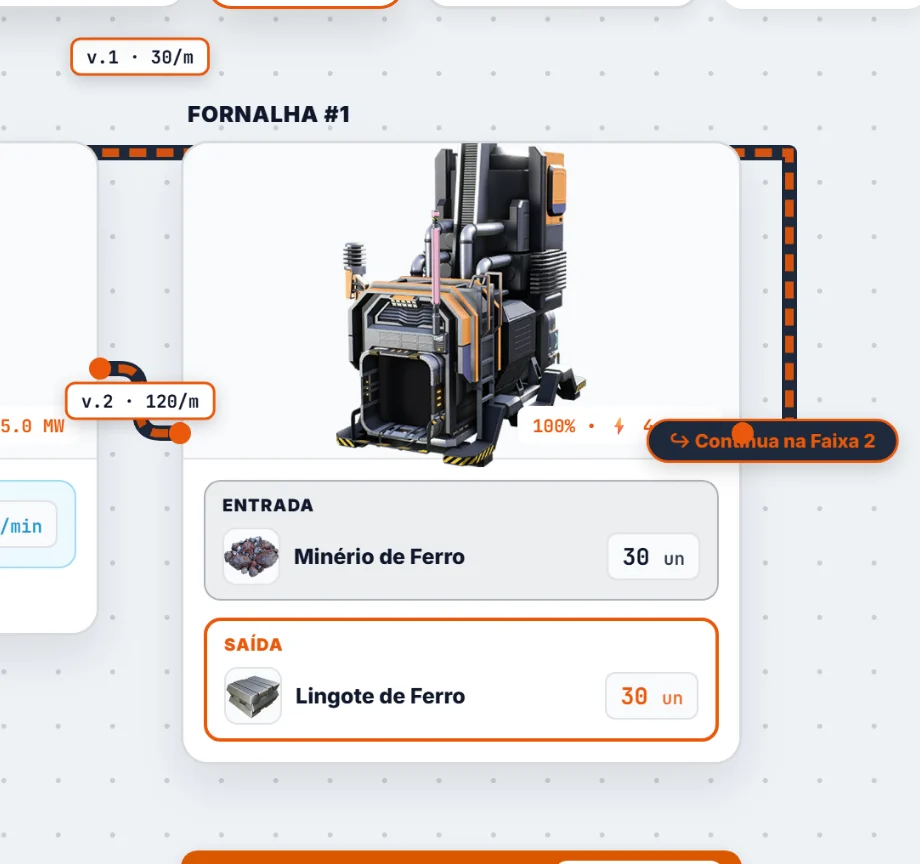 v.1 · 30/m
FORNALHA #1
v.2 · 120/m
5.0 MW
100% •
↪ Continua na Faixa 2
/min
ENTRADA
Minério de Ferro
30 un
SAÍDA
Lingote de Ferro
30 un